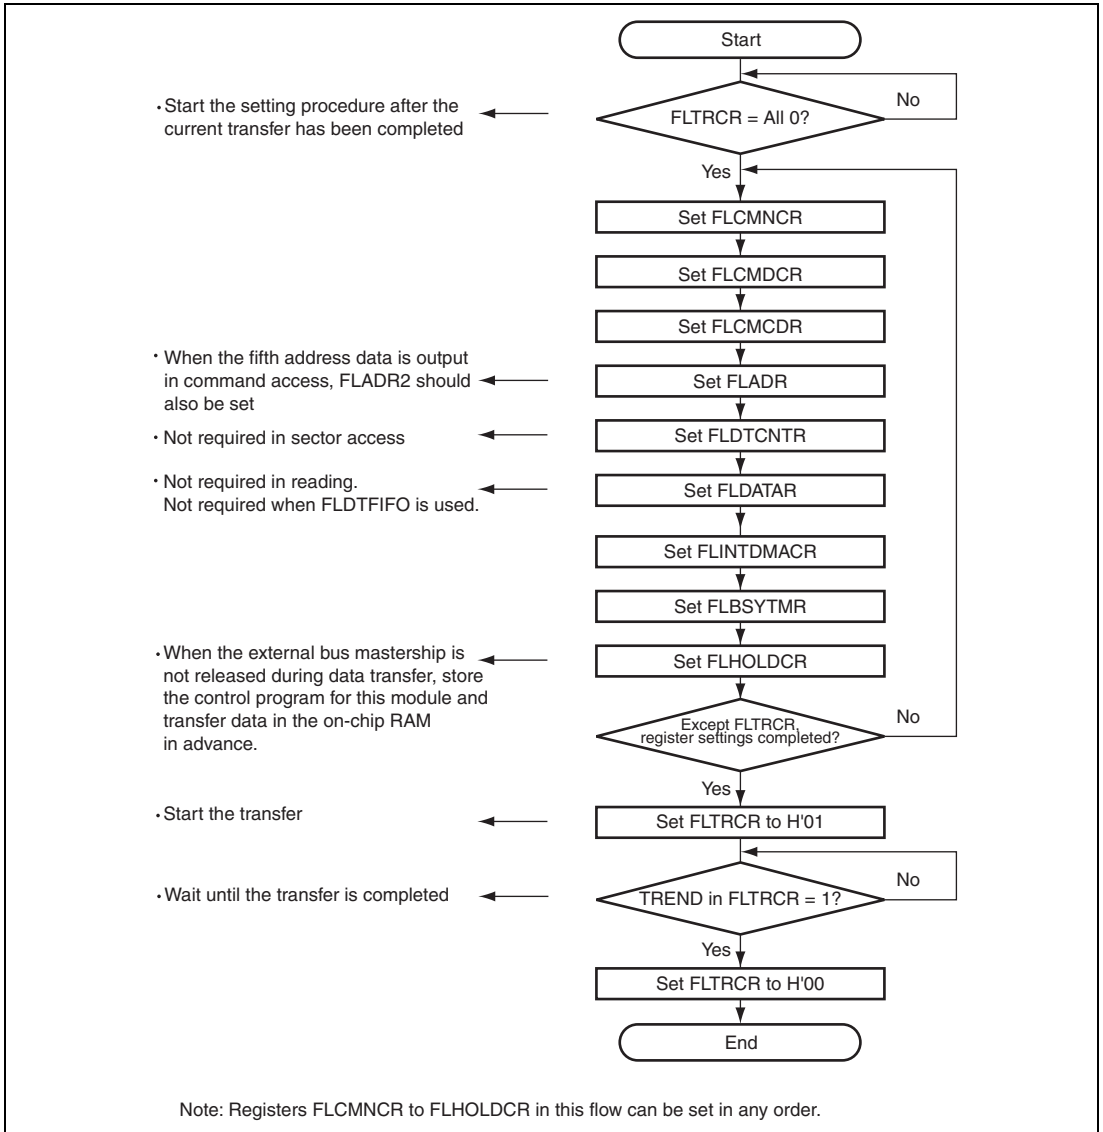 Start
No
FLTRCR = All 0?
· Start the setting procedure after the
current transfer has been completed
Yes
Set FLCMNCR
Set FLCMDCR
Set FLCMCDR
· When the fifth address data is output
in command access, FLADR2 should
also be set
Set FLADR
· Not required in sector access
Set FLDTCNTR
· Not required in reading.
Not required when FLDTFIFO is used.
Set FLDATAR
Set FLINTDMACR
Set FLBSYTMR
· When the external bus mastership is
not released during data transfer, store
the control program for this module and
transfer data in the on-chip RAM
in advance.
Set FLHOLDCR
Except FLTRCR,
register settings completed?
No
Yes
· Start the transfer
Set FLTRCR to H'01
No
· Wait until the transfer is completed
TREND in FLTRCR = 1?
Yes
Set FLTRCR to H'00
End
Note: Registers FLCMNCR to FLHOLDCR in this flow can be set in any order.